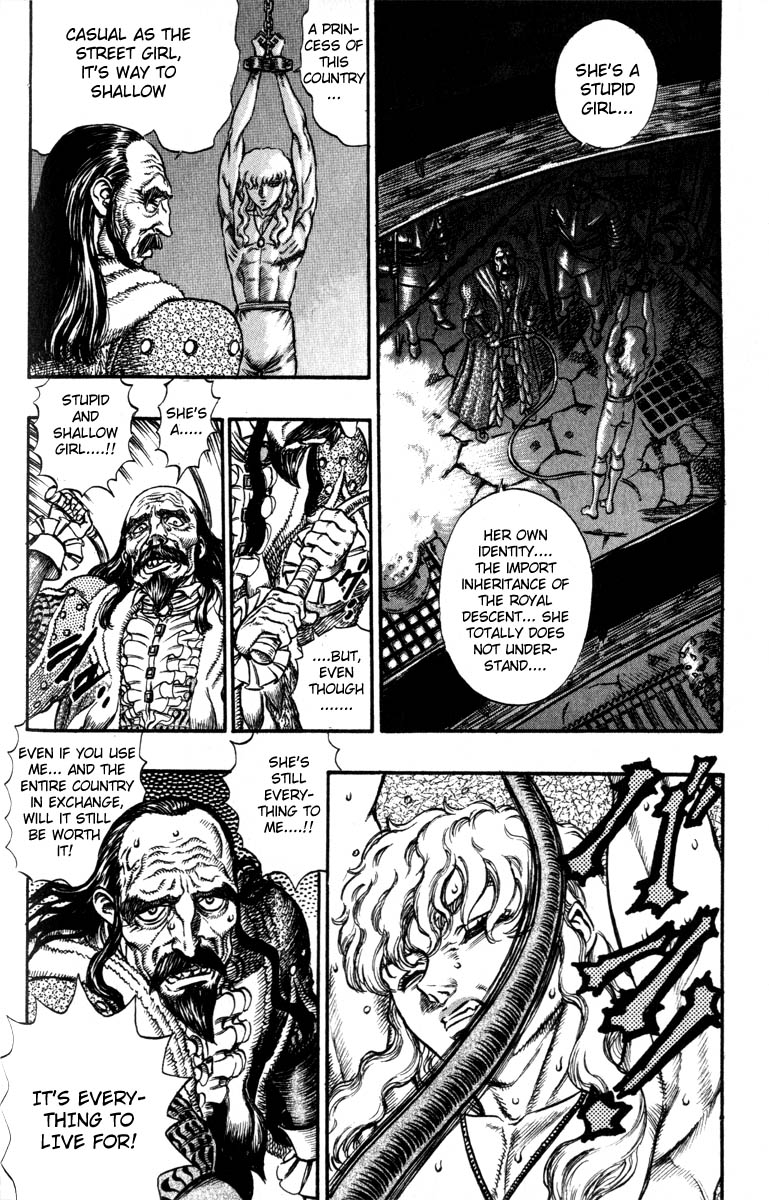 SHE'S A
STUPID
GIRL...
HER OWN
IDENTITY....
THE IMPORT
INHERITANCE OF
THE ROYAL
DESCENT... SHE
TOTALLY DOES
NOT UNDER-
STAND....
A PRIN-
CESS OF
THIS
COUNTRY
...
CASUAL AS THE
STREET GIRL,
IT'S WAY TO
SHALLOW
....BUT,
EVEN
THOUGH
.......
SHE'S
A.....
STUPID
AND
SHALLOW
GIRL....!!
SHE'S
STILL
EVERY-
THING TO
ME....!!
EVEN IF YOU USE
ME... AND THE
ENTIRE COUNTRY
IN EXCHANGE,
WILL IT STILL
BE WORTH
IT!
IT'S EVERY-
THING TO
LIVE FOR!